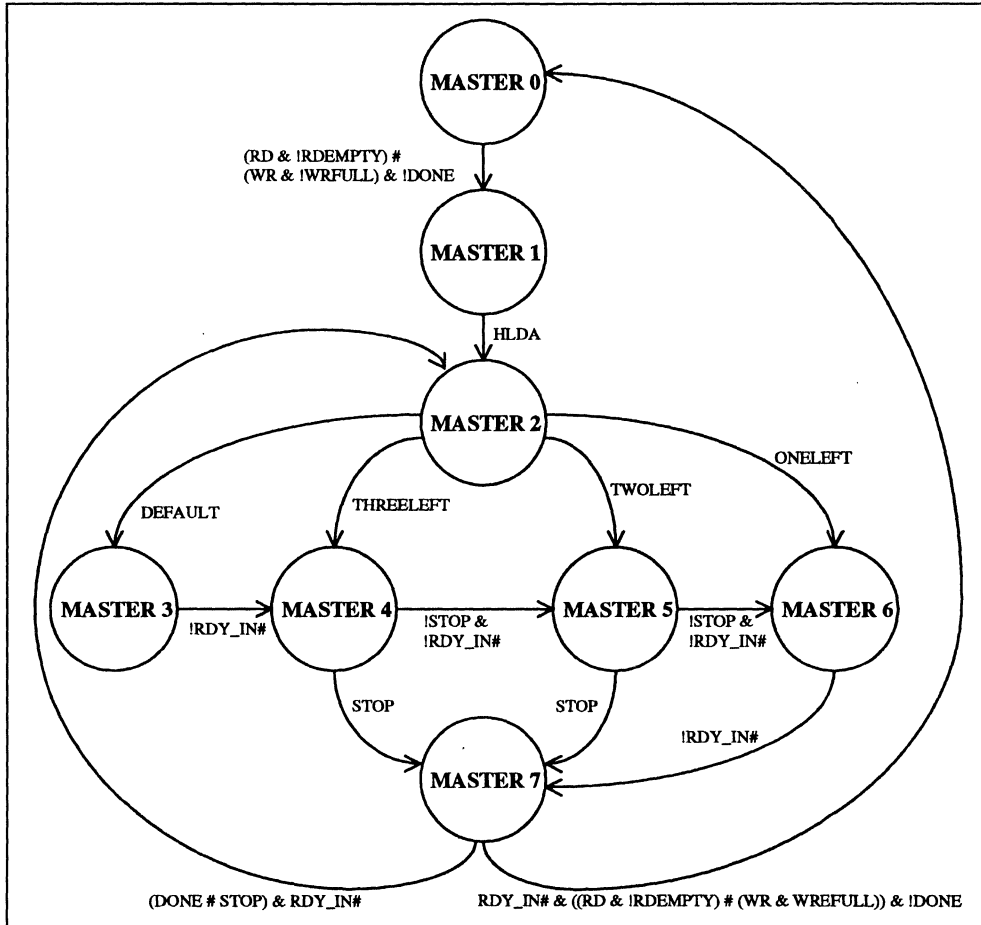 MASTER 0
(RD & !RDEMPTY) #
(WR & !WRFULL) & !DONE
MASTER 1
HLDA
MASTER 2
ONELEFT
TWOLEFT
THREELEFT
DEFAULT
MASTER 3
MASTER 4
MASTER 5
MASTER 6
!RDY_IN#
!STOP &
!RDY_IN#
!STOP &
!RDY_IN#
STOP
STOP
!RDY_IN#
MASTER 7
(DONE # STOP) & RDY_IN#
RDY_IN# & ((RD & !RDEMPTY) # (WR & WREFULL)) & !DONE